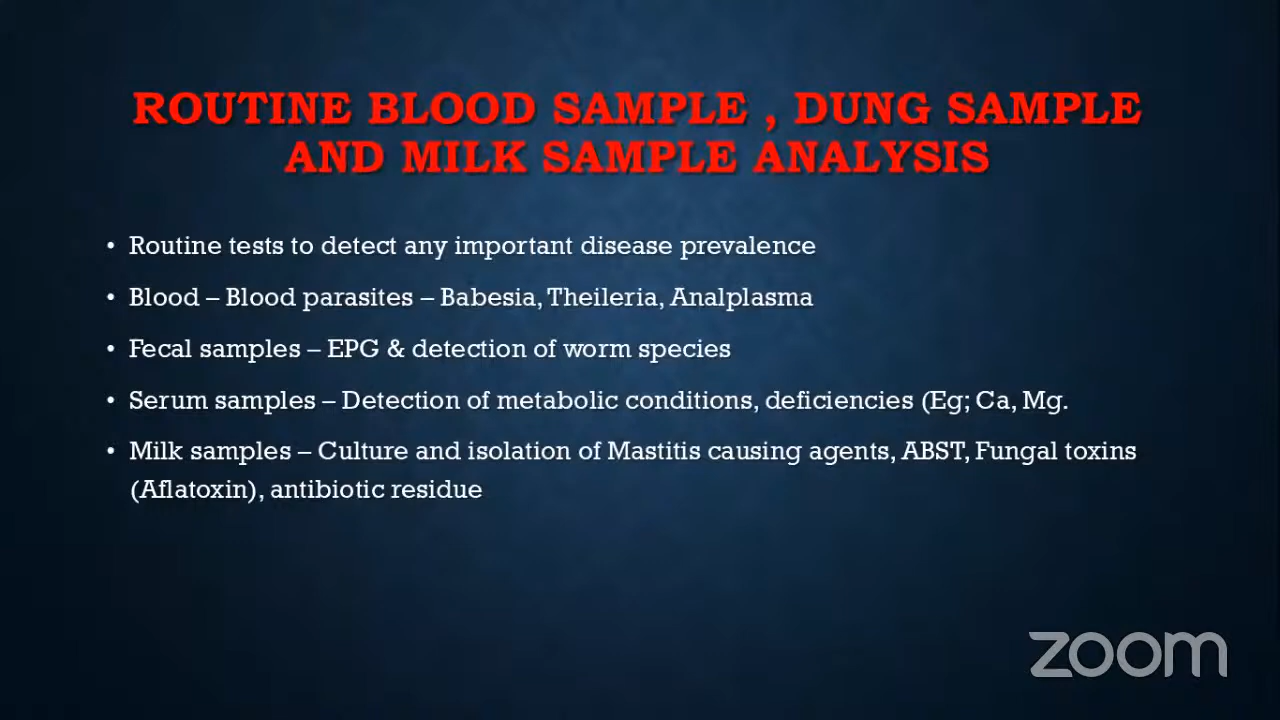 ROUTINE BLOOD SAMPLE , DUNG SAMPLE
AND MILK SAMPLE ANALYSIS
• Routine tests to detect any important disease prevalence
• Blood – Blood parasites – Babesia, Theileria, Analplasma
• Fecal samples – EPG & detection of worm species
• Serum samples – Detection of metabolic conditions, deficiencies (Eg; Ca, Mg.
• Milk samples – Culture and isolation of Mastitis causing agents, ABST, Fungal toxins
(Aflatoxin), antibiotic residue
zoom